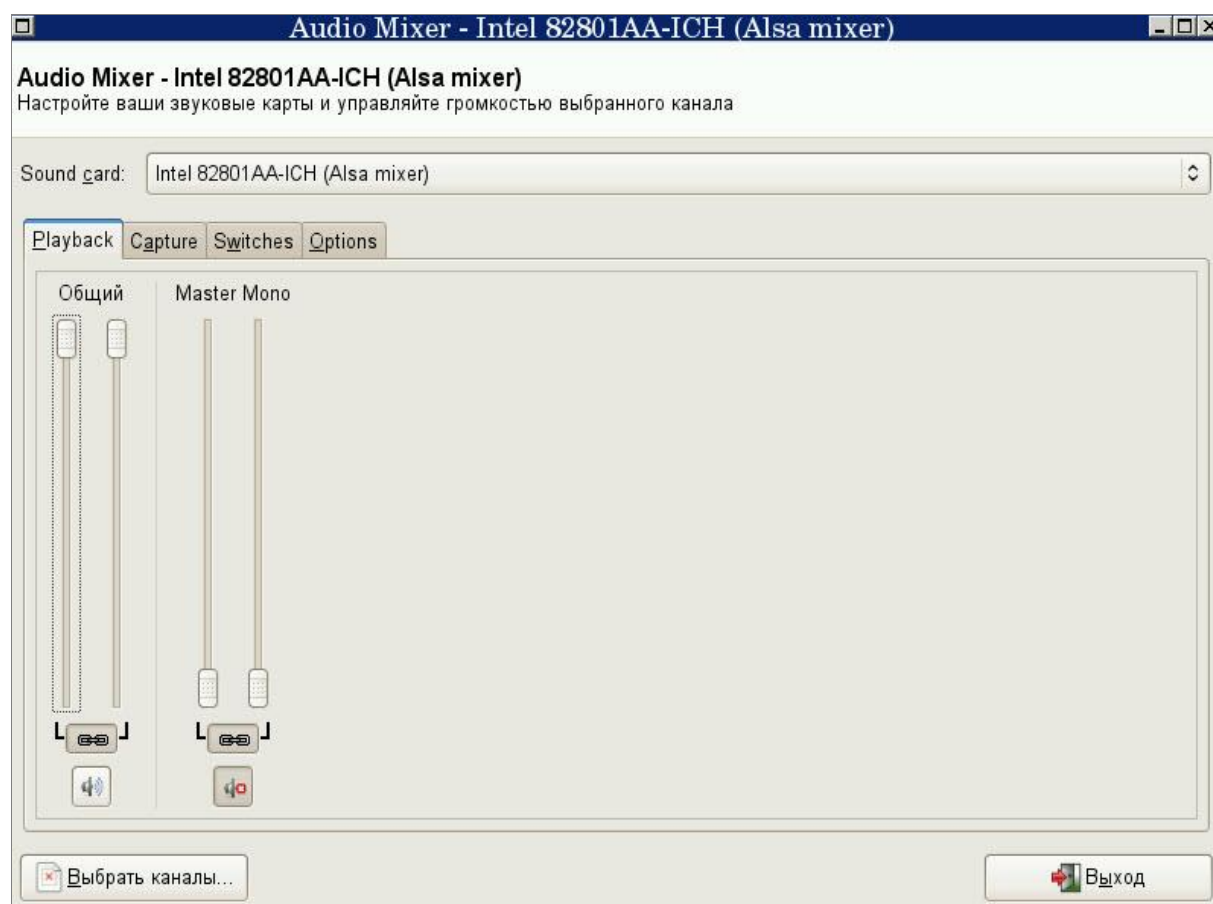 Audio Mixer - Intel 82801AA-ICH (Alsa mixer)
Audio Mixer - Intel 82801AA-ICH (Alsa mixer)
Настройте ваши звуковые карты и управляйте громкостью выбранного канала
Sound card: Intel 82801AA-ICH (Alsa mixer)
Playback Capture Switches Options
Общий Master Mono
Выбрать каналы... Выход